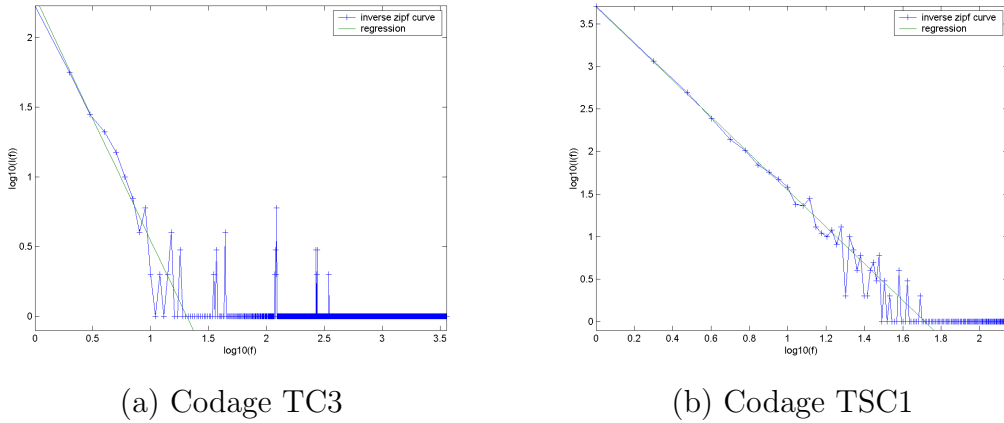 inverse zipf curve
regression
2
1.5
1
0.5
0
log10(I(f))
0 0.5 1 1.5 2 2.5 3 3.5
log10(f)
(a) Codage TC3
inverse zipf curve
regression
3.5
3
2.5
2
1.5
1
0.5
0
log10(I(f))
0 0.2 0.4 0.6 0.8 1 1.2 1.4 1.6 1.8 2
log10(f)
(b) Codage TSC1